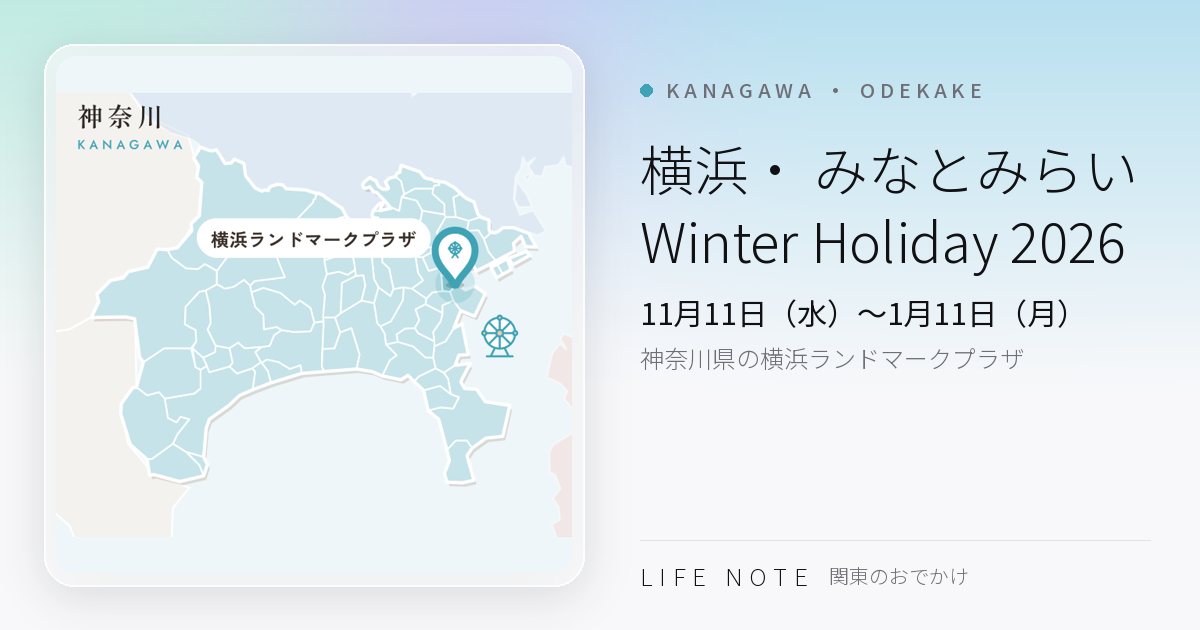 神奈川
KANAGAWA
横浜ランドマークプラザ
KANAGAWA ・ ODEKAKE
横浜・ みなとみらい
Winter Holiday 2026
11月11日（水）〜1月11日（月）
神奈川県の横浜ランドマークプラザ
LIFE NOTE 関東のおでかけ